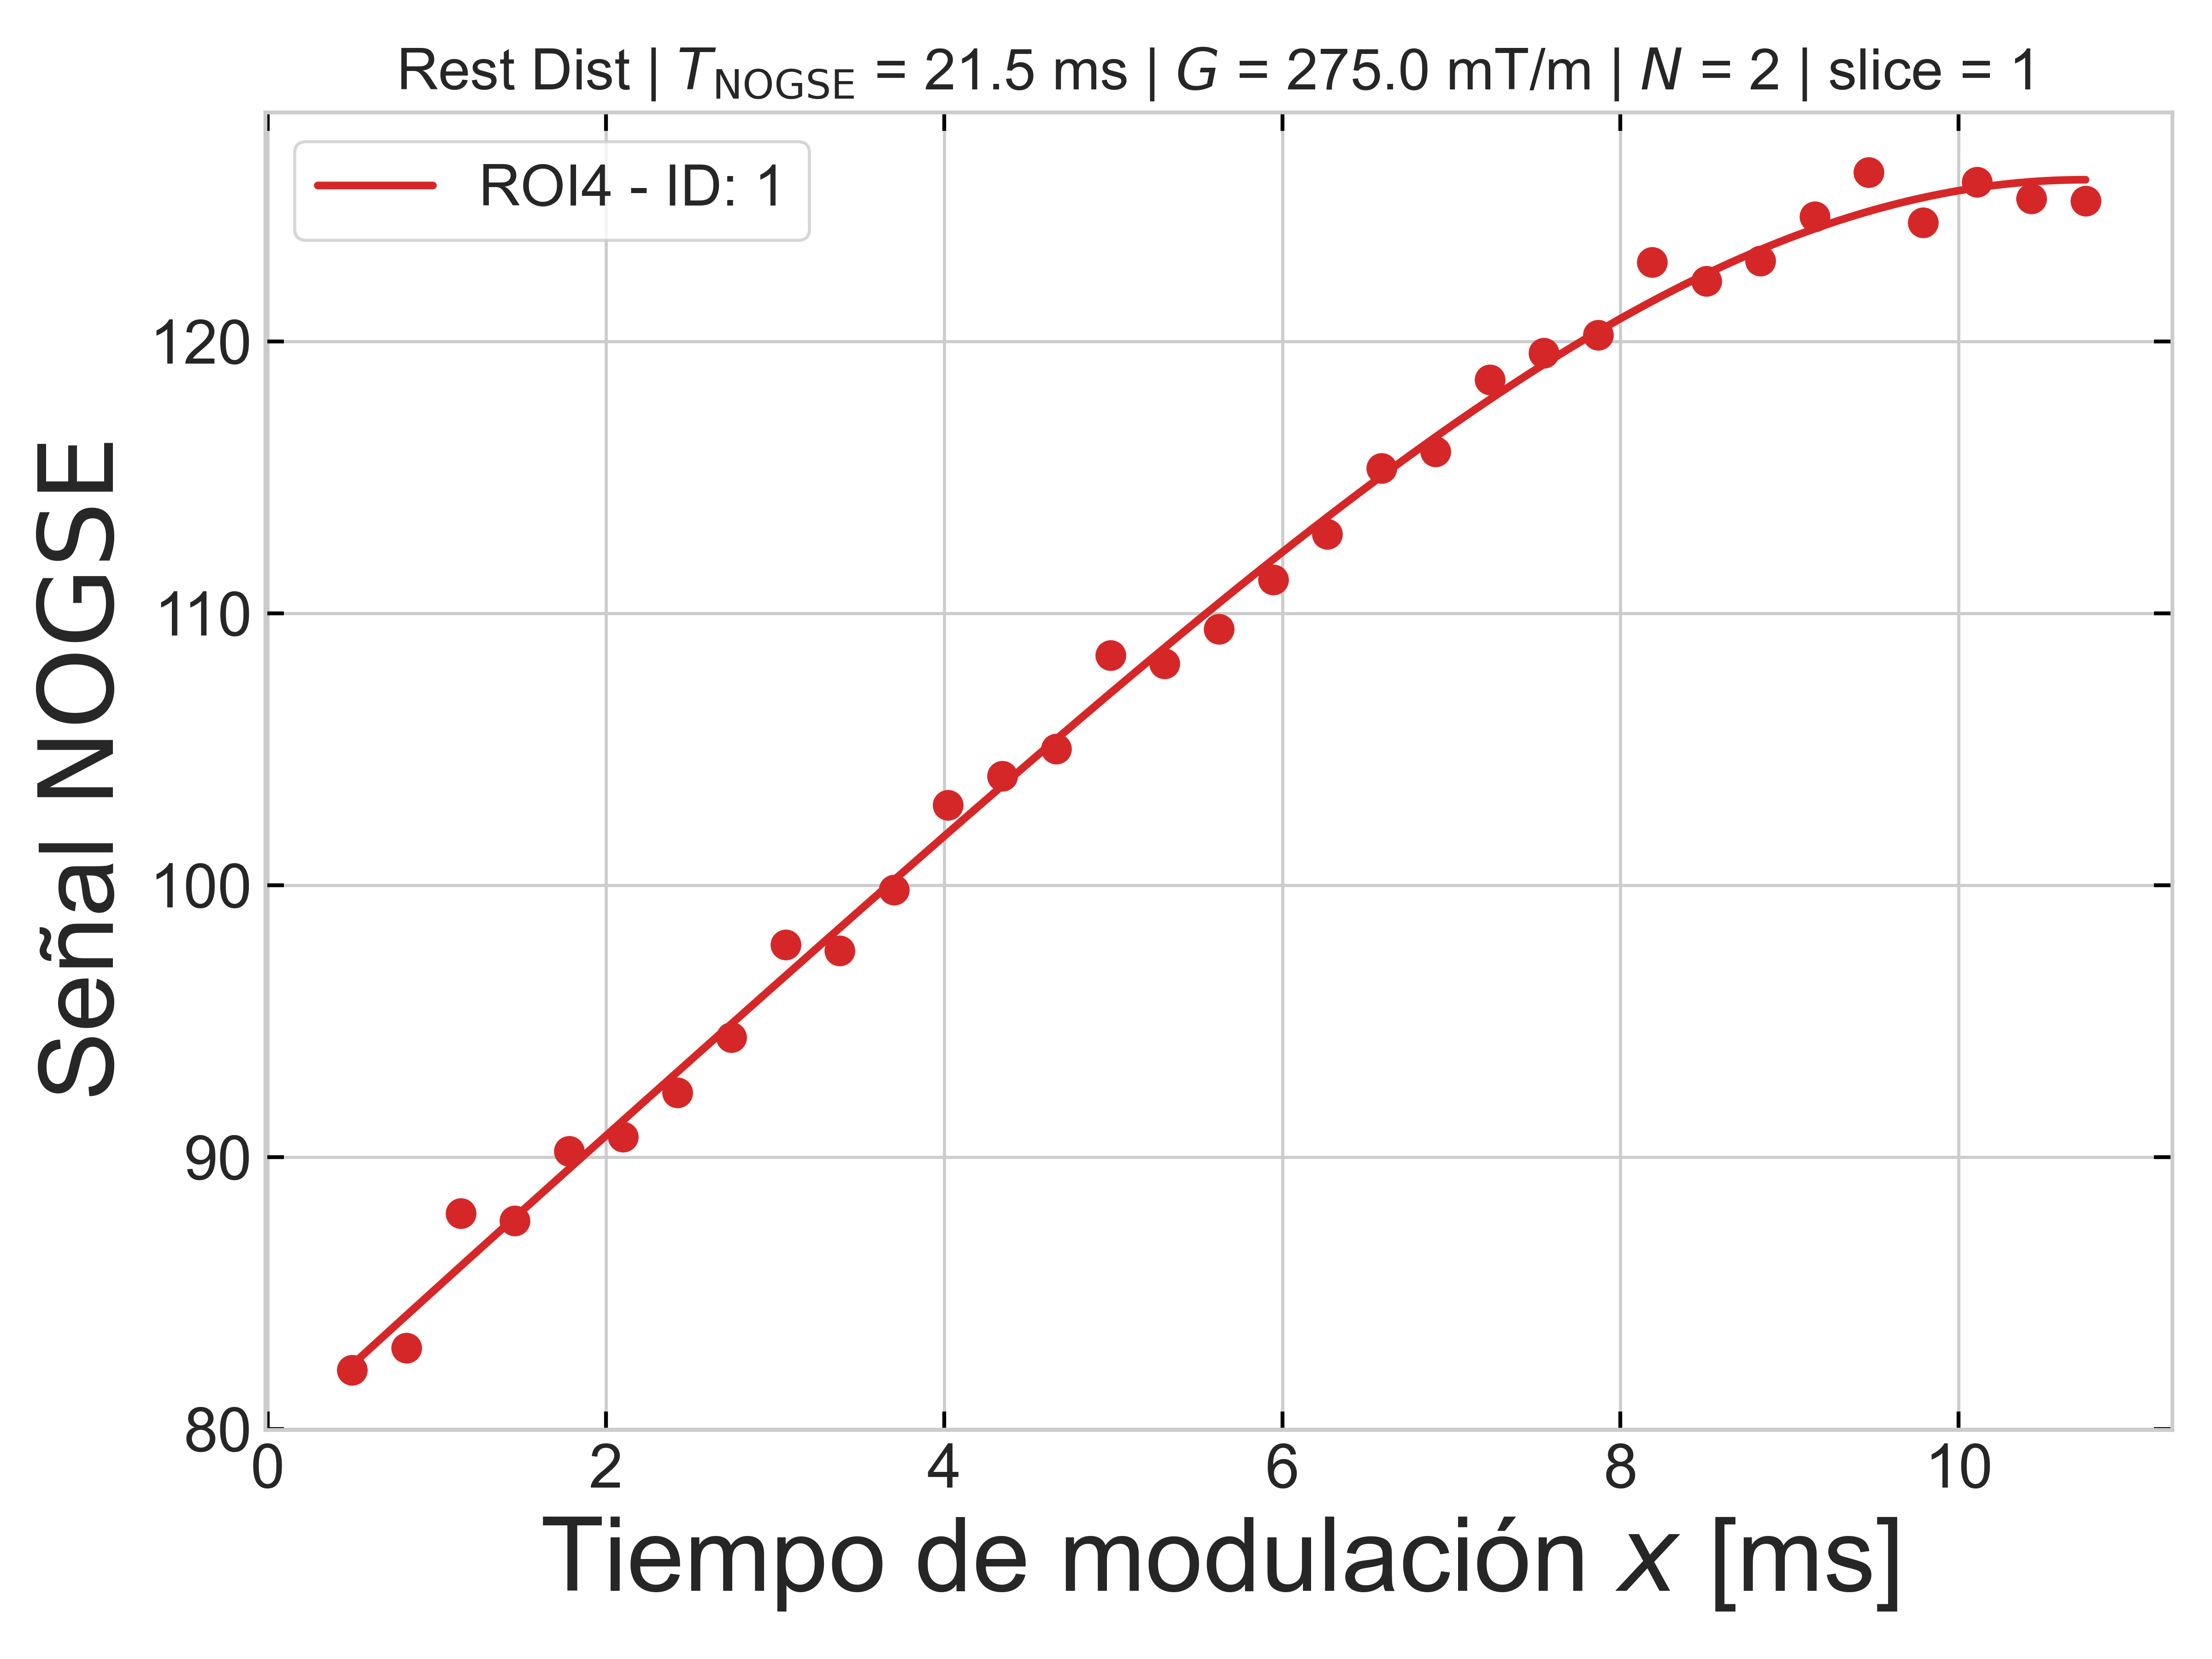 Rest Dist | T_NOGSE = 21.5 ms | G = 275.0 mT/m | N = 2 | slice = 1
ROI4 - ID: 1
Señal NOGSE
120
110
100
90
80
0 2 4 6 8 10
Tiempo de modulación x [ms]